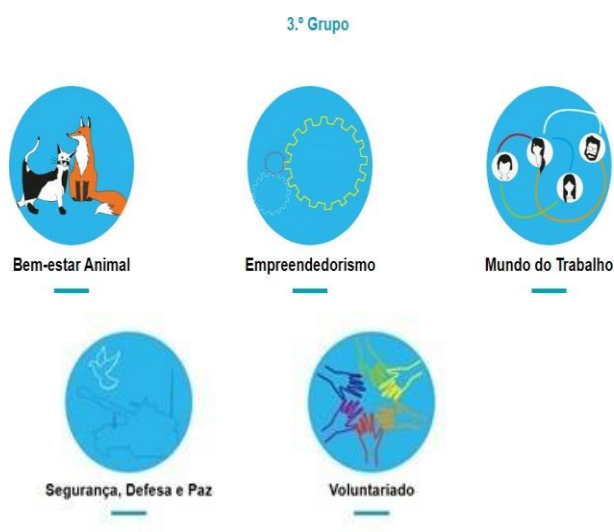 3.º Grupo
Bem-estar Animal
Empreendedorismo
Mundo do Trabalho
Segurança, Defesa e Paz
Voluntariado